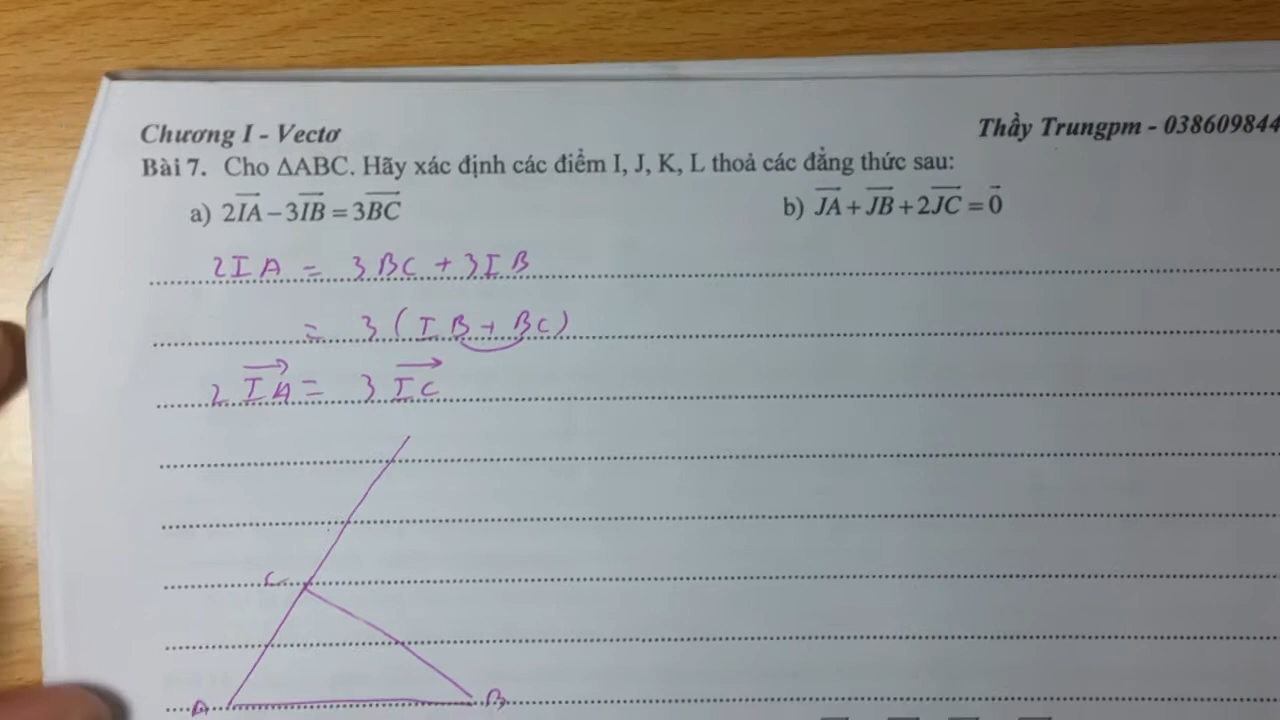 Chương I - Vectơ
Thầy Trungpm - 038609844
Bài 7. Cho ΔABC. Hãy xác định các điểm I, J, K, L thoả các đẳng thức sau:
a) 2IA⃗ – 3IB⃗ = 3BC⃗
b) JA⃗ + JB⃗ + 2JC⃗ = 0⃗
2IA = 3BC + 3IB
= 3(IB + BC)
2IA⃗ = 3IC⃗
C
A
B